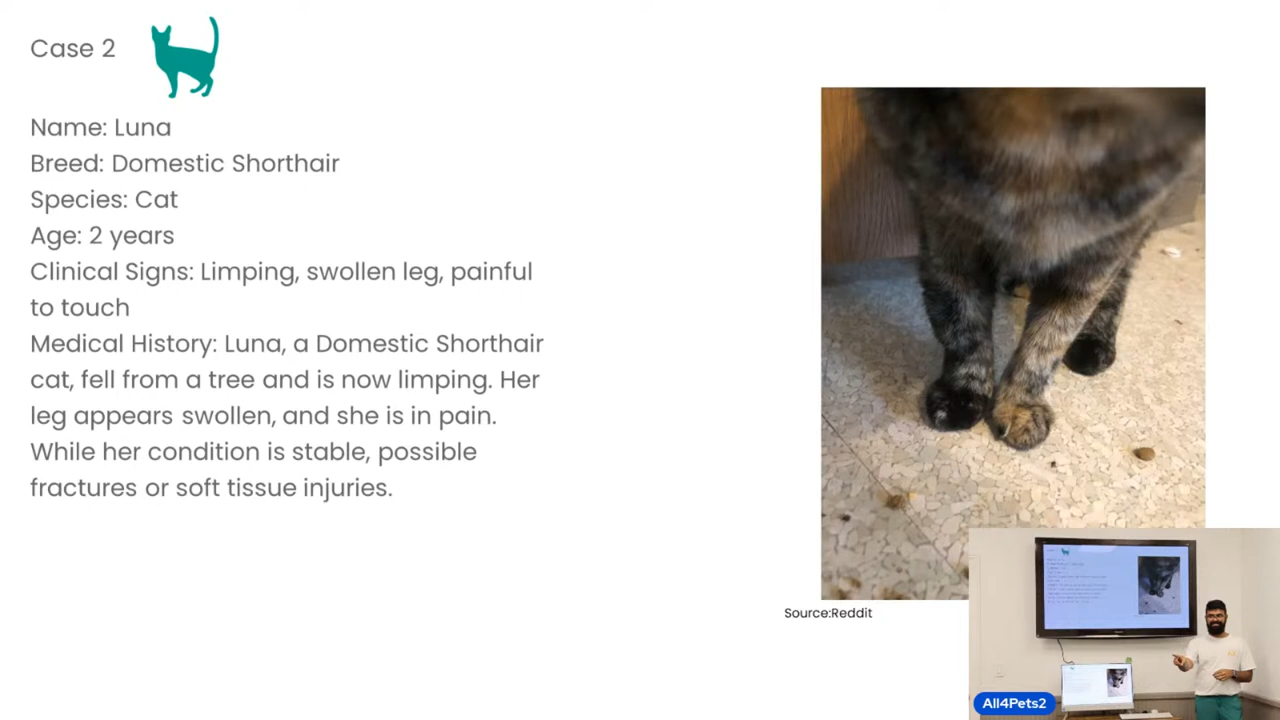 Case 2
Name: Luna
Breed: Domestic Shorthair
Species: Cat
Age: 2 years
Clinical Signs: Limping, swollen leg, painful
to touch
Medical History: Luna, a Domestic Shorthair
cat, fell from a tree and is now limping. Her
leg appears swollen, and she is in pain.
While her condition is stable, possible
fractures or soft tissue injuries.
Source:Reddit
All4Pets2